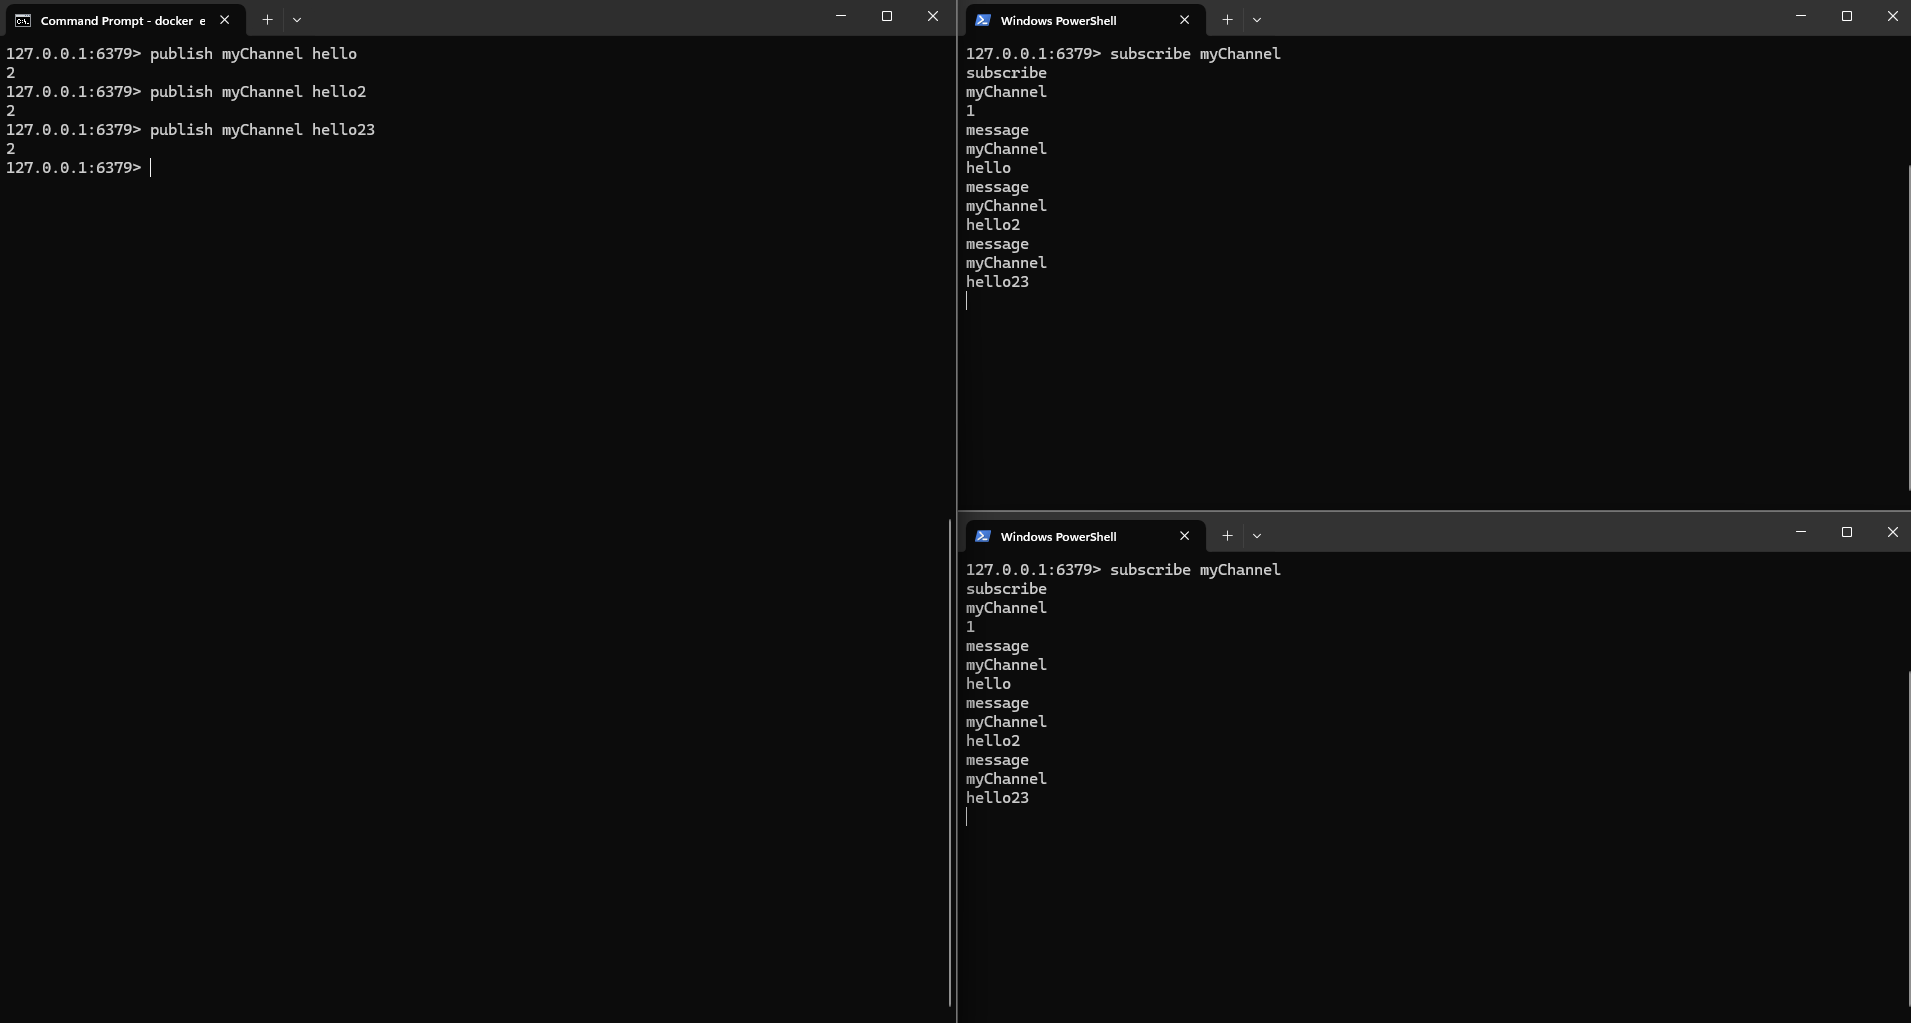 Command Prompt - docker e
127.0.0.1:6379> publish myChannel hello
2
127.0.0.1:6379> publish myChannel hello2
2
127.0.0.1:6379> publish myChannel hello23
2
127.0.0.1:6379>
Windows PowerShell
127.0.0.1:6379> subscribe myChannel
subscribe
myChannel
1
message
myChannel
hello
message
myChannel
hello2
message
myChannel
hello23
Windows PowerShell
127.0.0.1:6379> subscribe myChannel
subscribe
myChannel
1
message
myChannel
hello
message
myChannel
hello2
message
myChannel
hello23